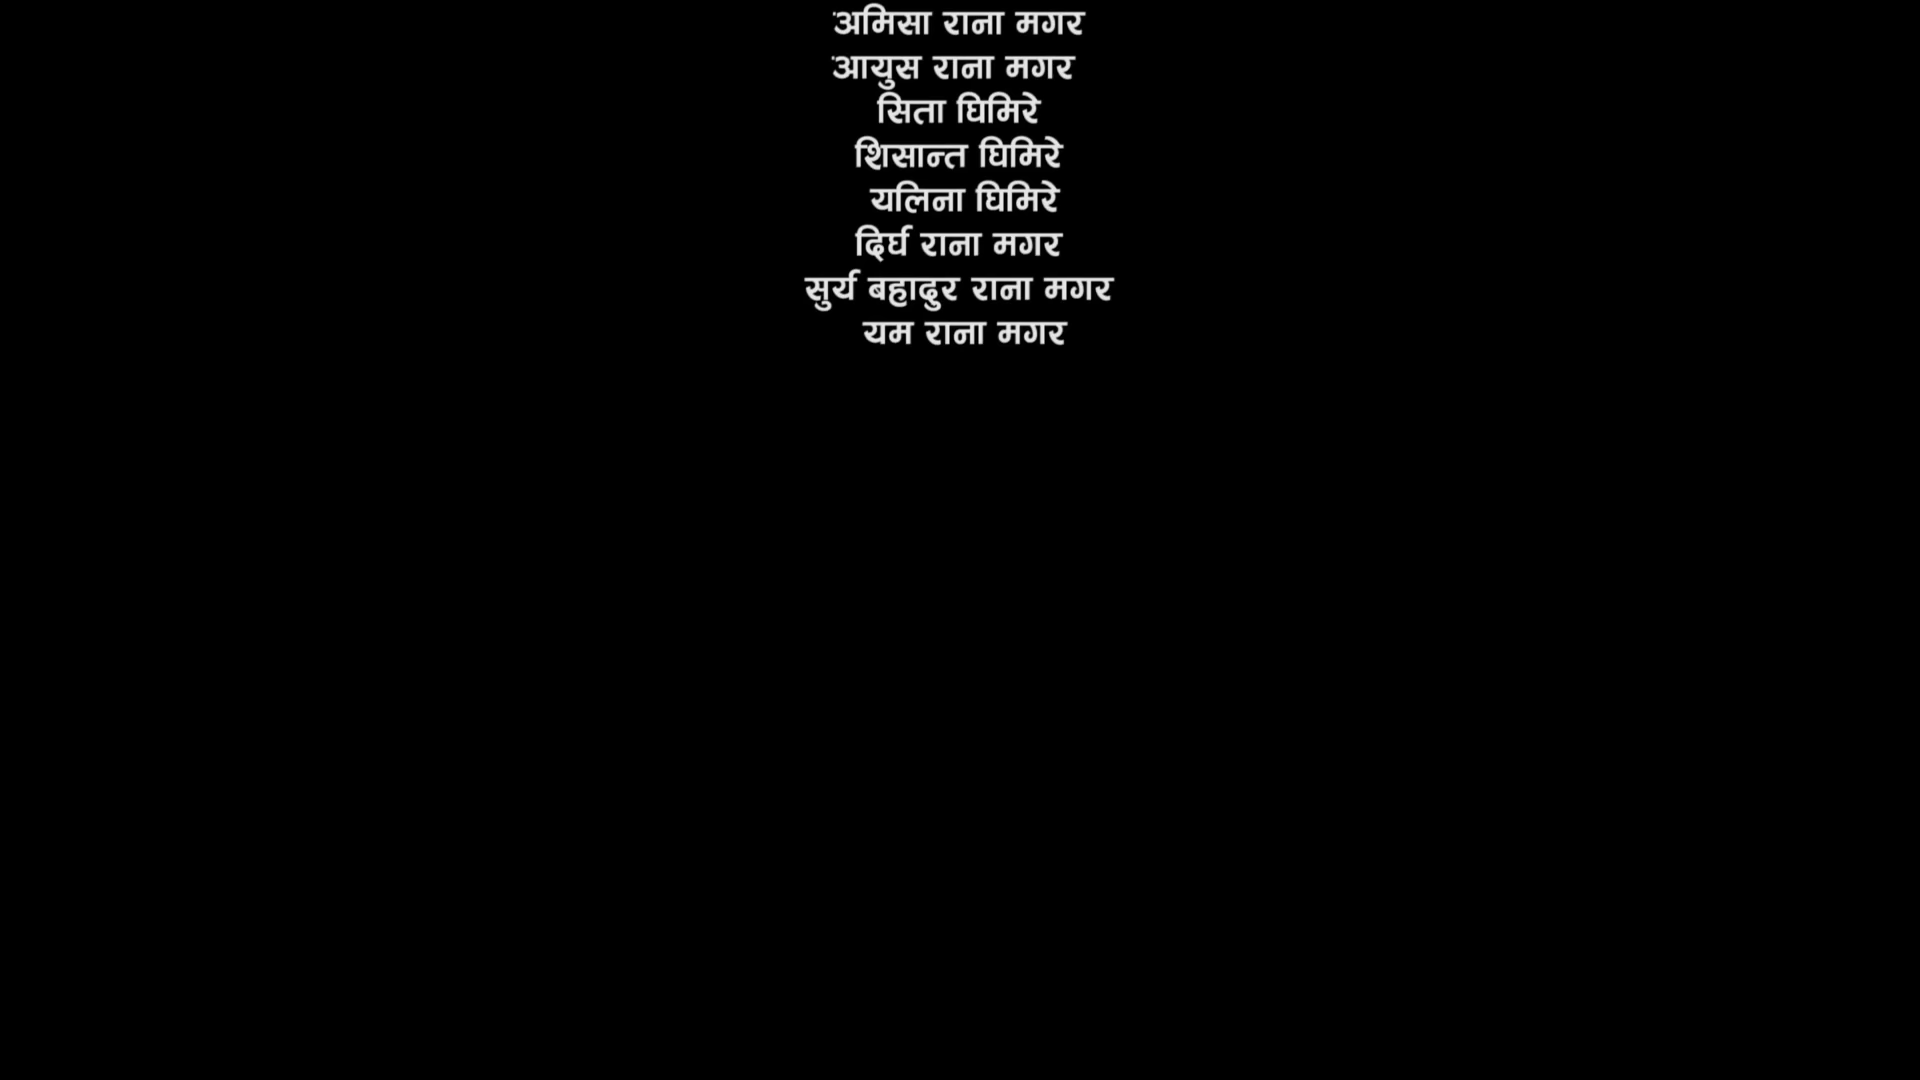 अमिसा राना मगर
आयुस राना मगर
सिता घिमिरे
शिसान्त घिमिरे
यलिना घिमिरे
दिर्घ राना मगर
सुर्य बहादुर राना मगर
यम राना मगर